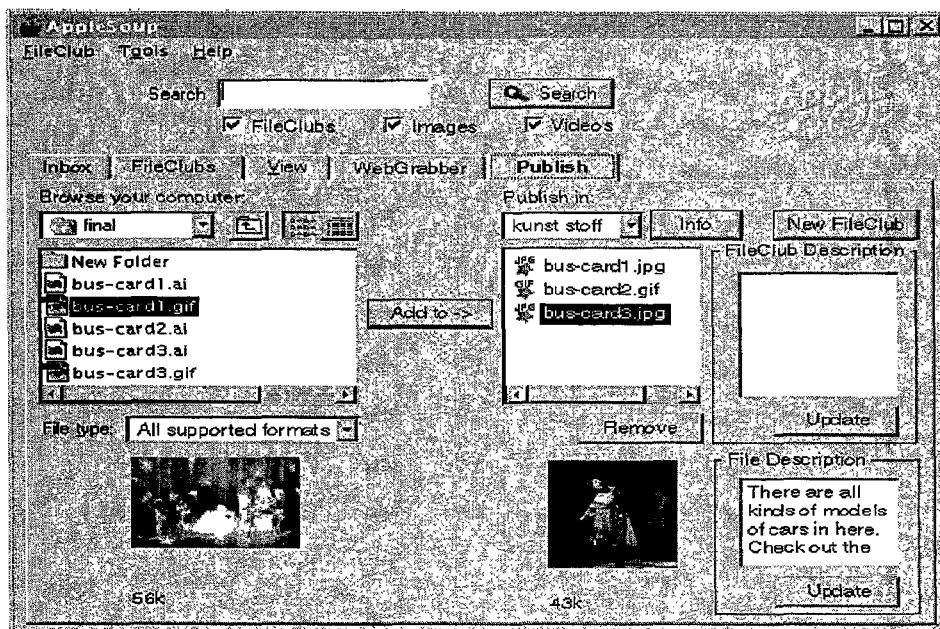 AppleSoup
FileClub Tools Help
Search Search
FileClubs Images Videos
Inbox FileClubs View WebGrabber Publish
Browse your computer: Publish in:
final kunst stoff Info New FileClub
New Folder
bus-card1.ai
bus-card1.gif
bus-card2.ai
bus-card3.ai
bus-card3.gif
Add to ->
bus-card1.jpg
bus-card2.gif
bus-card3.jpg
FileClub Description
Update
File type: All supported formats Remove
File Description
There are all
kinds of models
of cars in here.
Check out the
Update
56k 43k